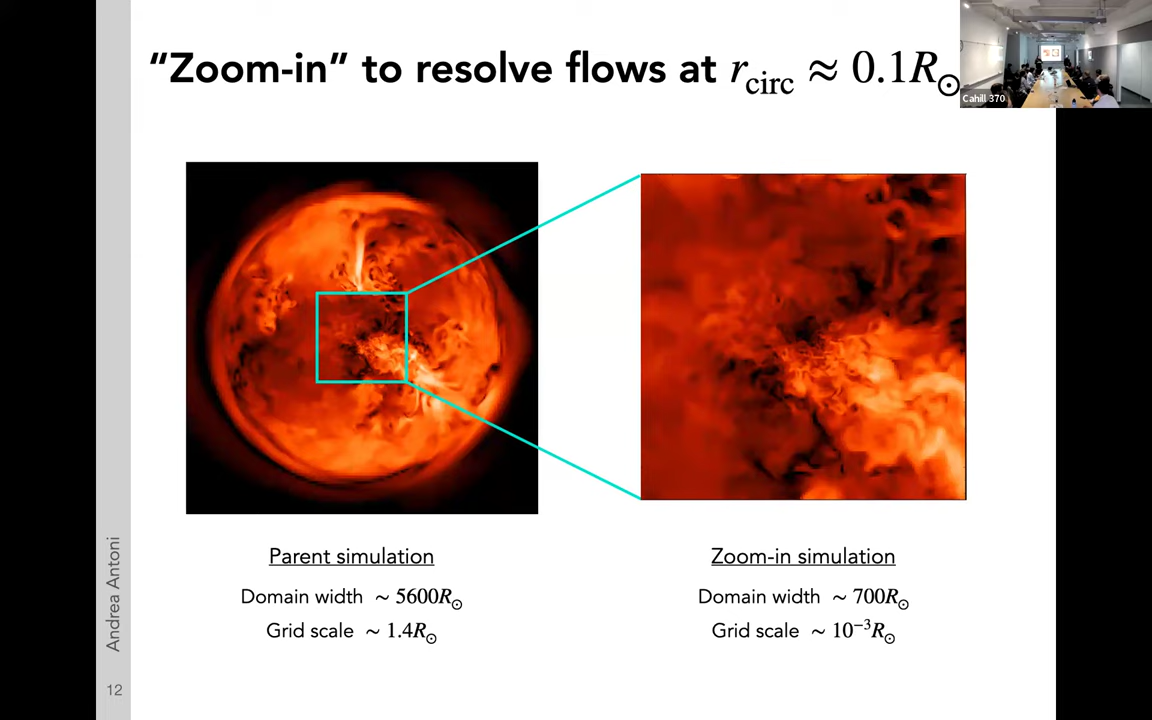 “Zoom-in” to resolve flows at r_circ ≈ 0.1R_⊙
Cahill 370
Parent simulation
Domain width ~ 5600R_⊙
Grid scale ~ 1.4R_⊙
Zoom-in simulation
Domain width ~ 700R_⊙
Grid scale ~ 10⁻³R_⊙
Andrea Antoni
12